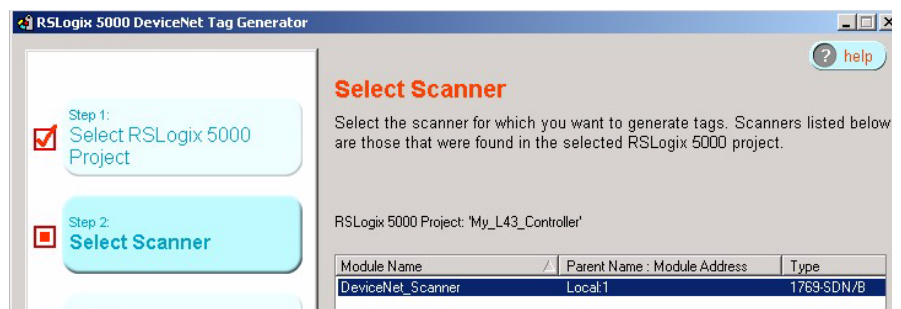 RSLogix 5000 DeviceNet Tag Generator
? help
Step 1:
Select RSLogix 5000
Project
Step 2:
Select Scanner
Select Scanner
Select the scanner for which you want to generate tags. Scanners listed below
are those that were found in the selected RSLogix 5000 project.
RSLogix 5000 Project: 'My_L43_Controller'
Module Name Parent Name : Module Address Type
DeviceNet_Scanner Local:1 1769-SDN/B